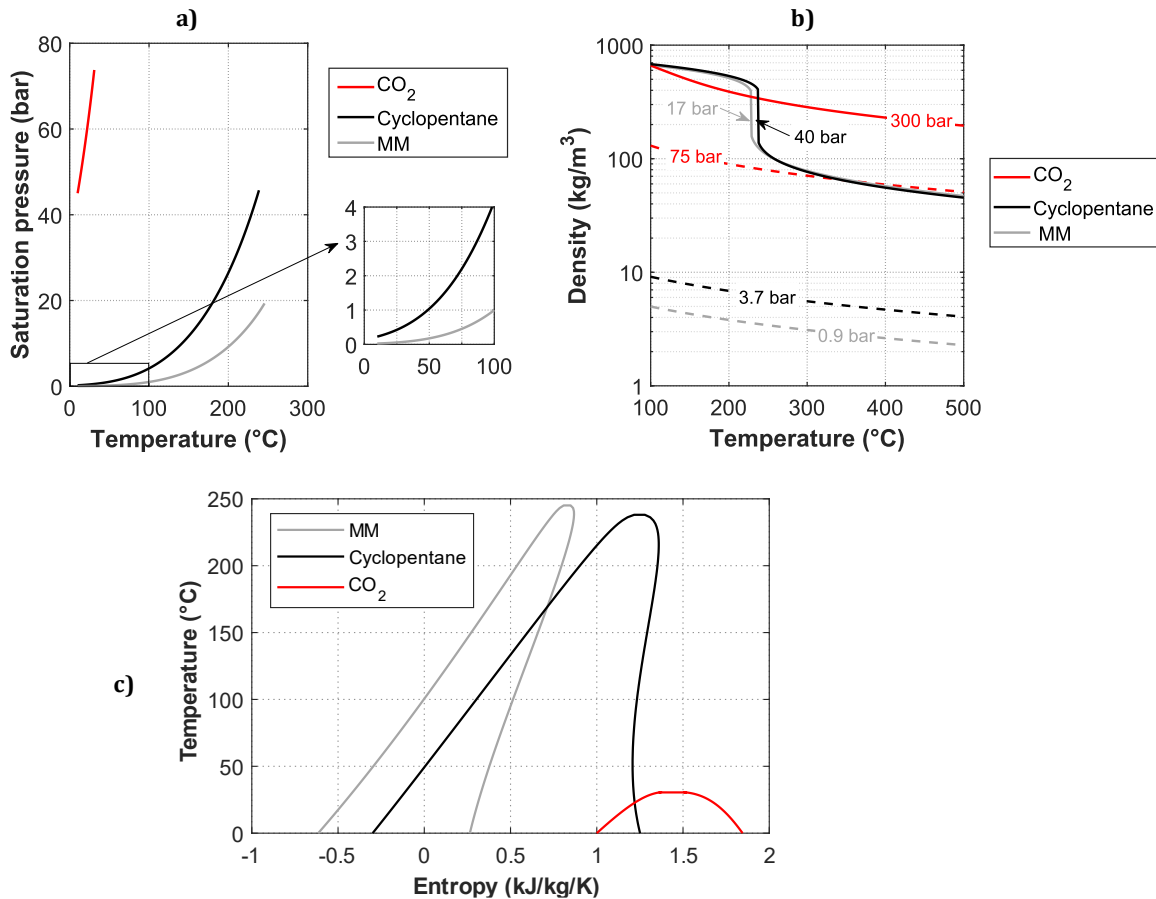 a)
Saturation pressure (bar)
80
60
40
20
0
0
100
200
300
Temperature (°C)
CO2
Cyclopentane
MM
4
3
2
1
0
0
50
100
b)
Density (kg/m3)
1000
100
10
1
100
200
300
400
500
Temperature (°C)
17 bar
40 bar
300 bar
75 bar
3.7 bar
0.9 bar
CO2
Cyclopentane
MM
c)
Temperature (°C)
250
200
150
100
50
0
-1
-0.5
0
0.5
1
1.5
2
Entropy (kJ/kg/K)
MM
Cyclopentane
CO2